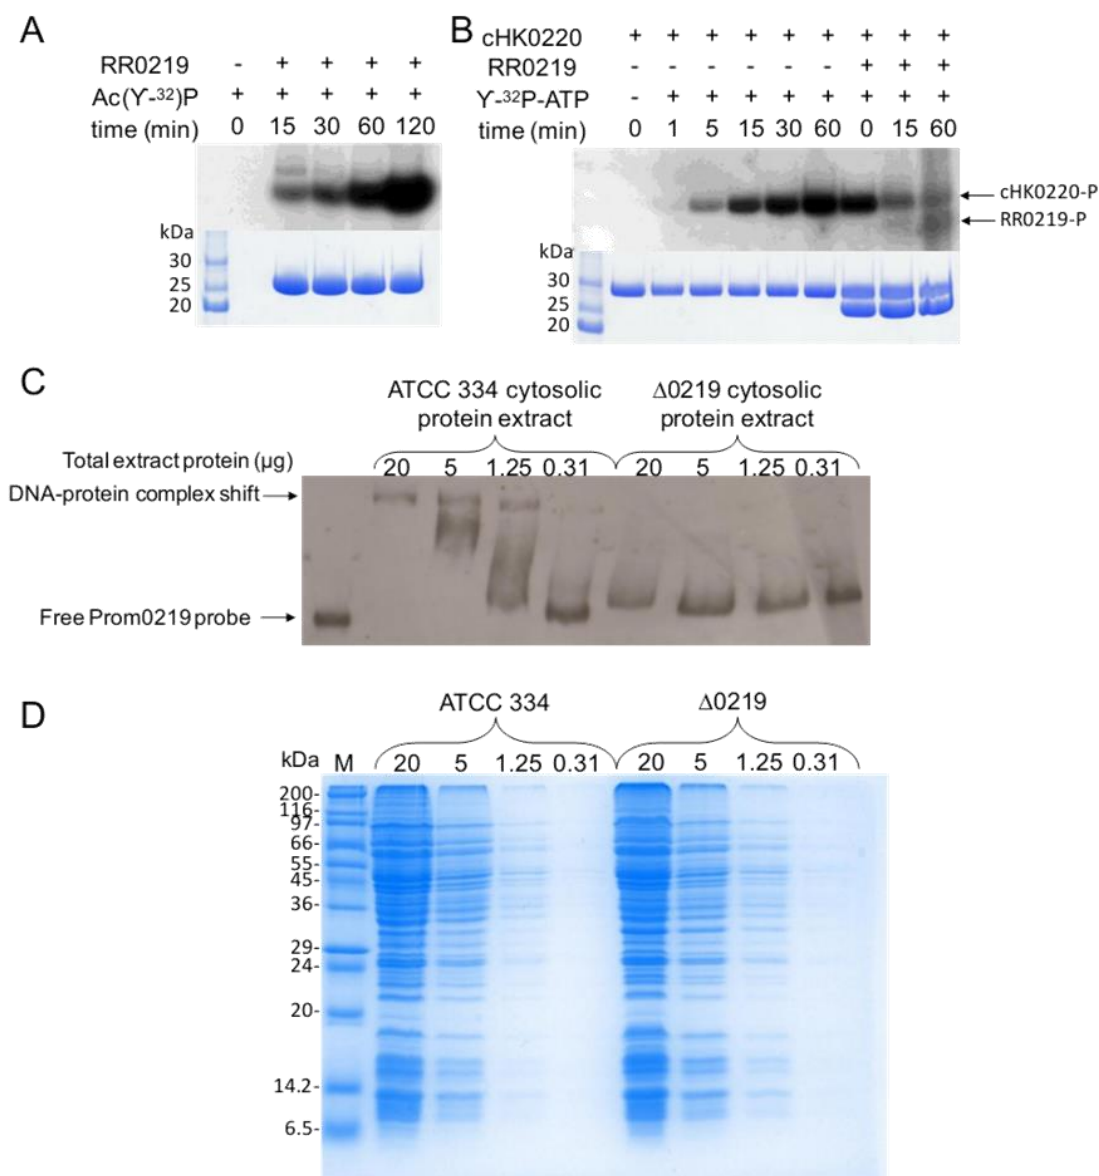 A
RR0219 - + + + +
Ac(ϒ-³²)P + + + + +
time (min) 0 15 30 60 120
kDa
30
25
20
B
cHK0220 + + + + + + + + +
RR0219 - - - - - - + + +
ϒ-³²P-ATP - + + + + + + + +
time (min) 0 1 5 15 30 60 0 15 60
cHK0220-P
RR0219-P
kDa
30
25
20
C
ATCC 334 cytosolic protein extract
Δ0219 cytosolic protein extract
Total extract protein (µg) 20 5 1.25 0.31 20 5 1.25 0.31
DNA-protein complex shift
Free Prom0219 probe
D
ATCC 334 Δ0219
kDa M 20 5 1.25 0.31 20 5 1.25 0.31
200-
116-
97-
66-
55-
45-
36-
29-
24-
20-
14.2-
6.5-